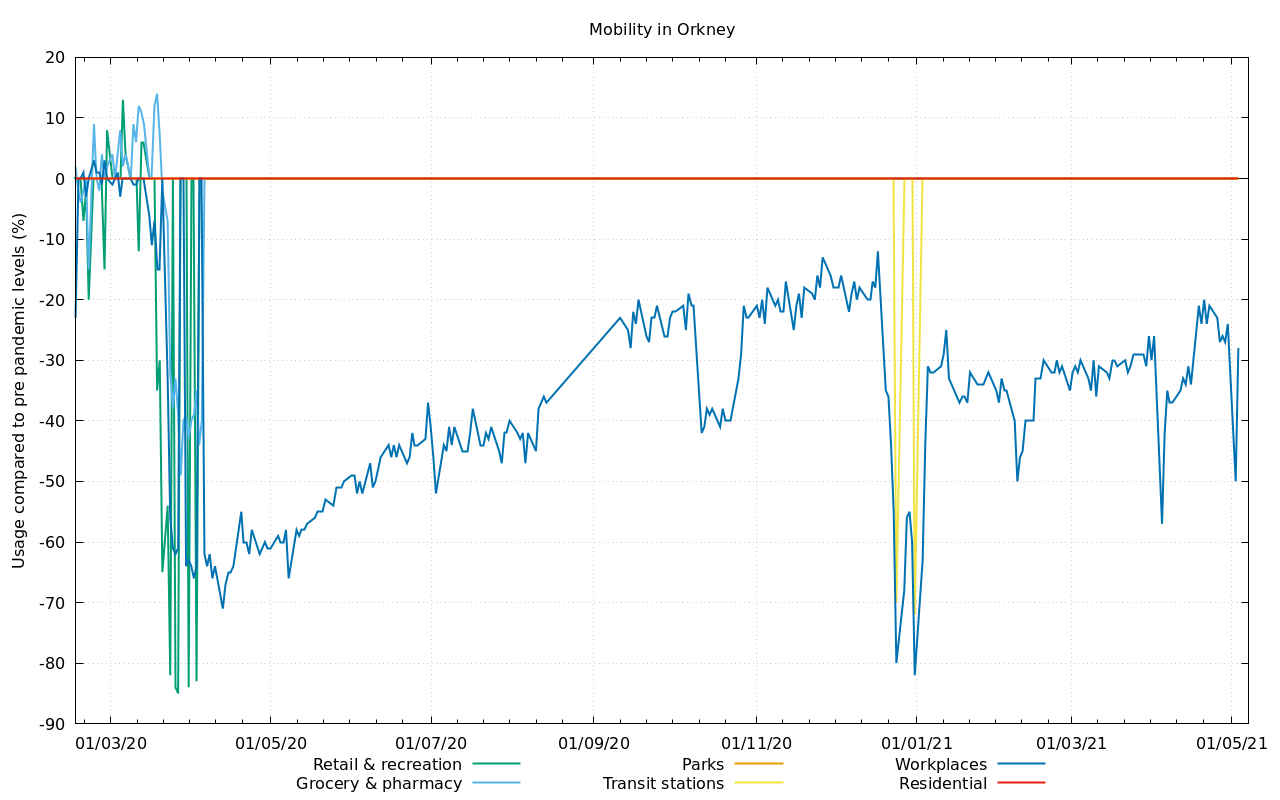 Mobility in Orkney
Usage compared to pre pandemic levels (%)
20
10
0
-10
-20
-30
-40
-50
-60
-70
-80
-90
01/03/20 01/05/20 01/07/20 01/09/20 01/11/20 01/01/21 01/03/21 01/05/21
Retail & recreation Parks Workplaces
Grocery & pharmacy Transit stations Residential